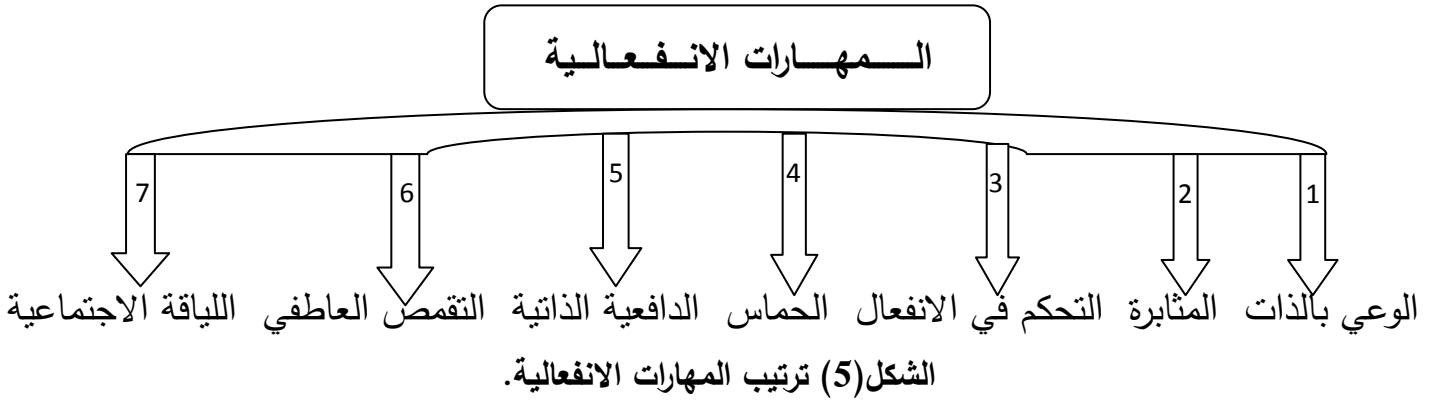 المهارات الانفعالية
1 2 3 4 5 6 7
الوعي بالذات المثابرة التحكم في الانفعال الحماس الدافعية الذاتية التقمص العاطفي اللياقة الاجتماعية
الشكل(5) ترتيب المهارات الانفعالية.